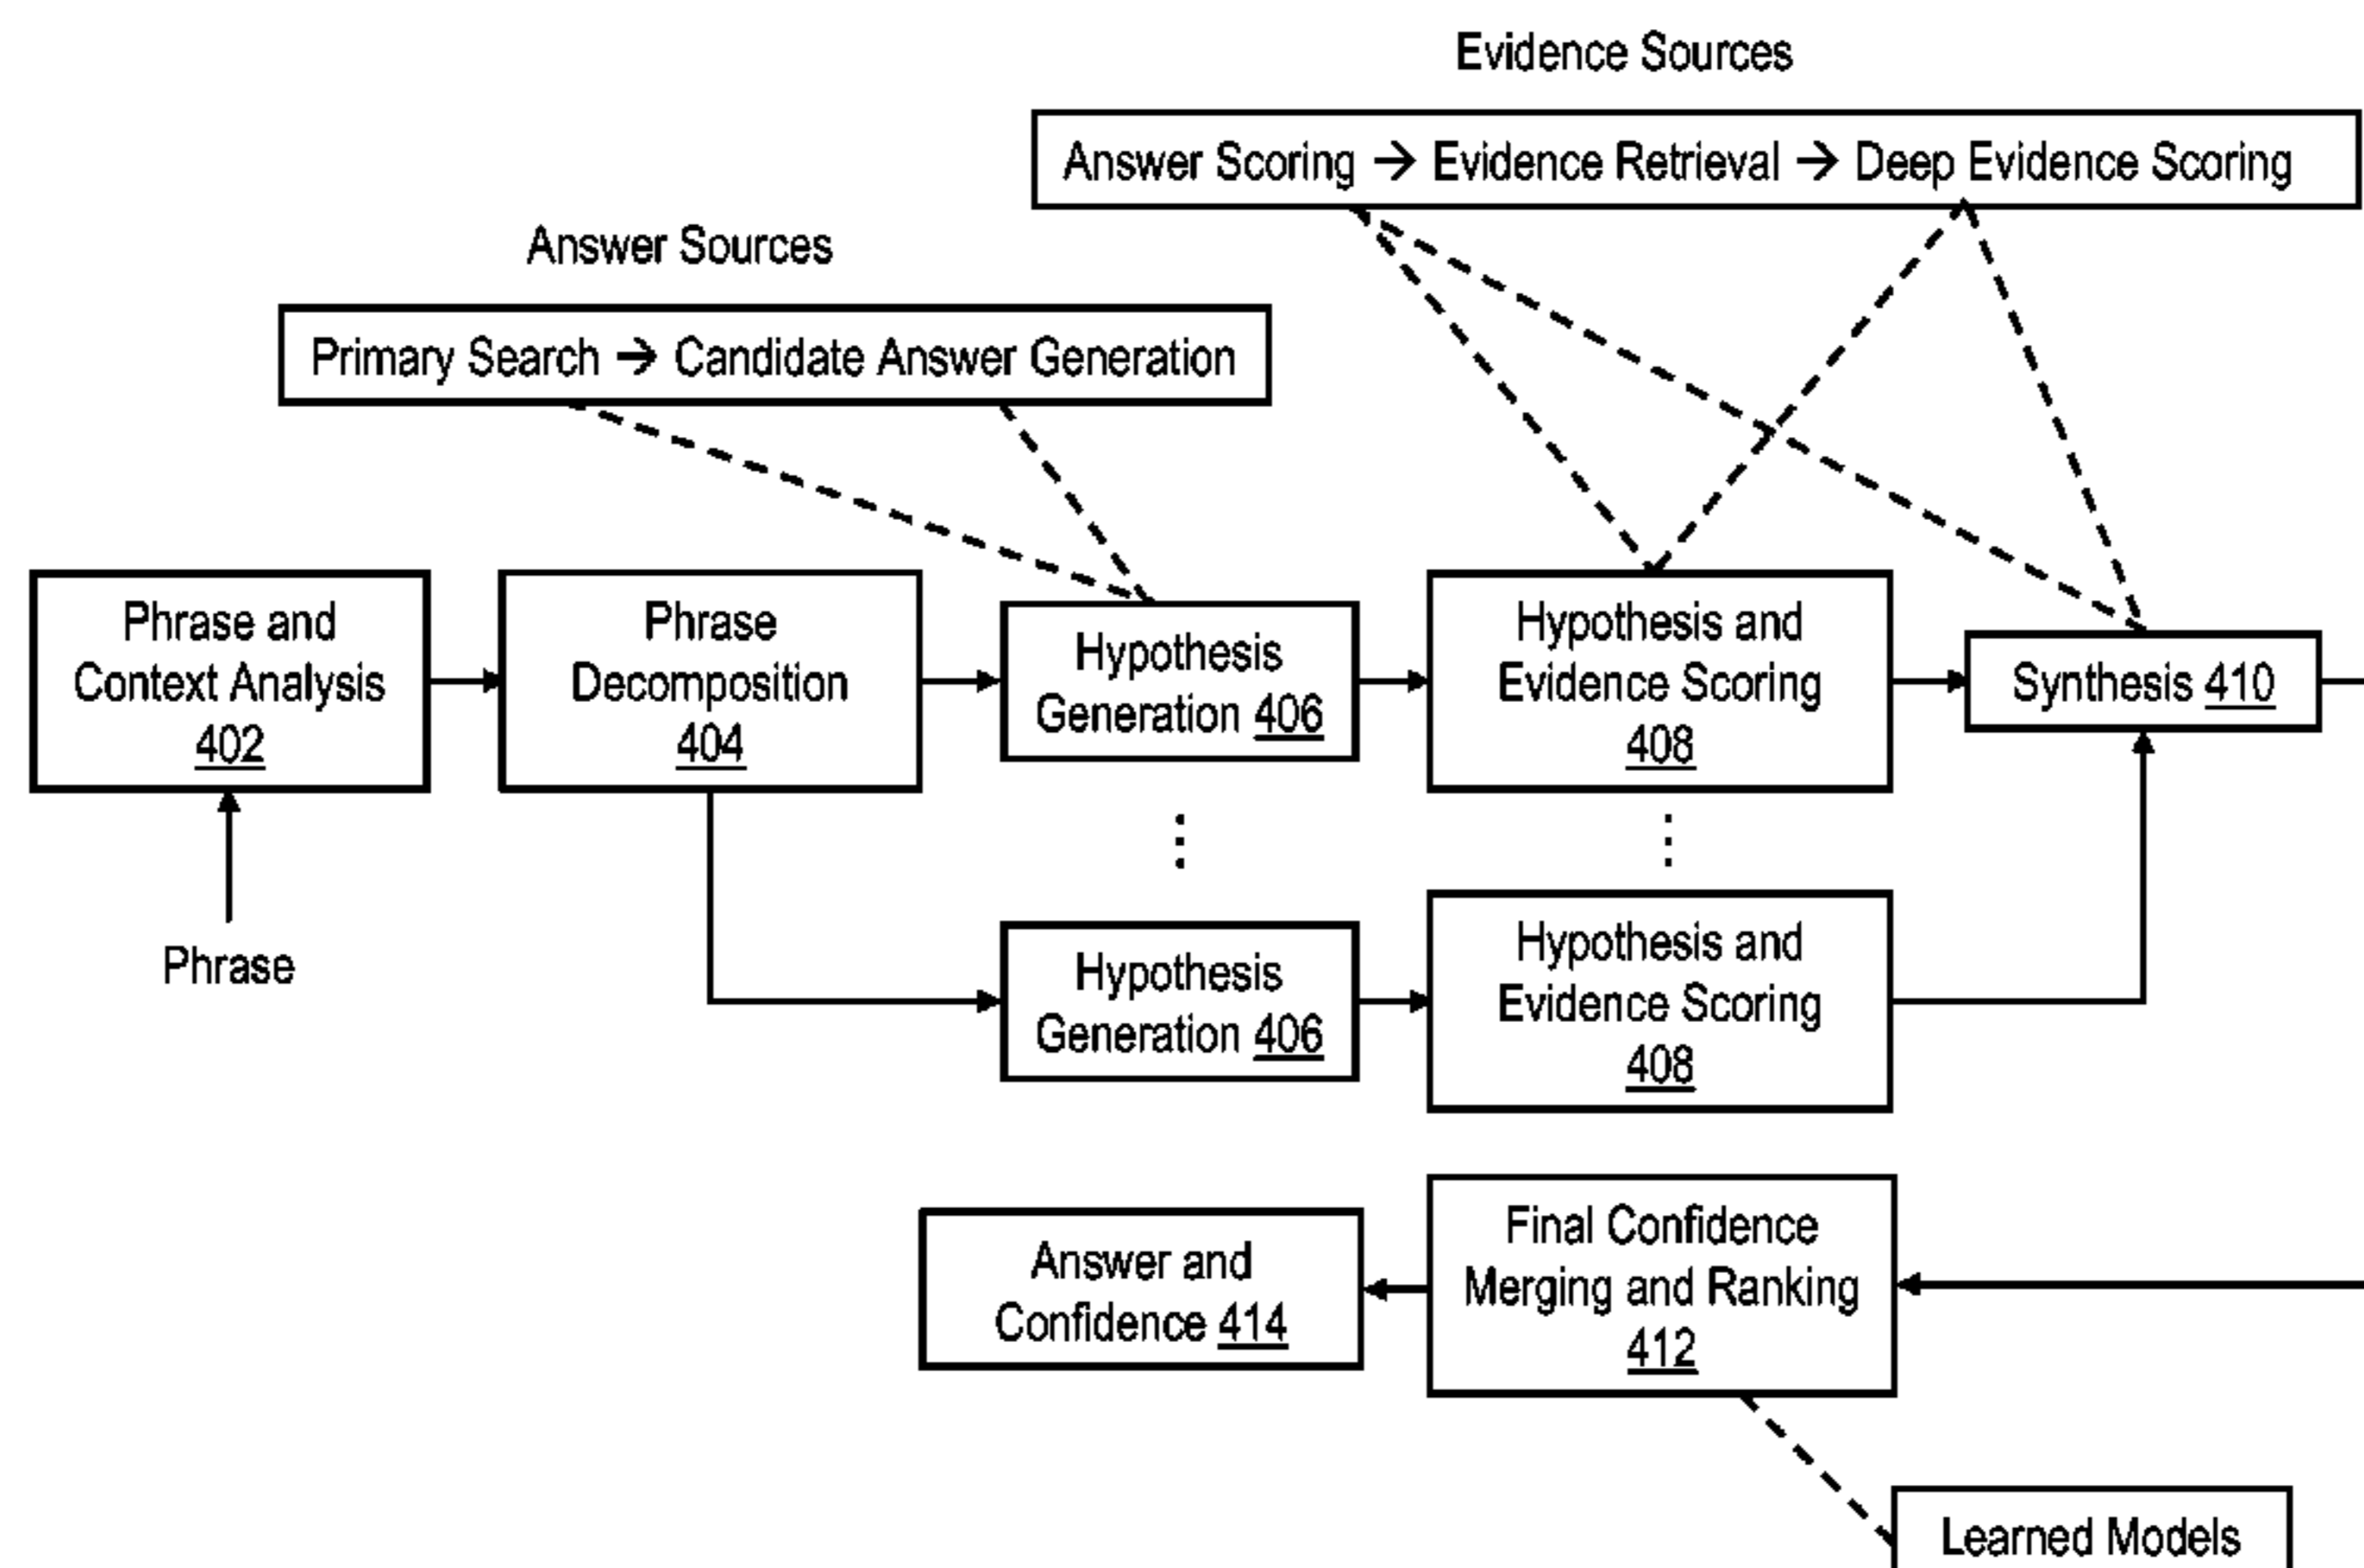 Evidence Sources
Answer Scoring → Evidence Retrieval → Deep Evidence Scoring
Answer Sources
Primary Search → Candidate Answer Generation
Phrase and
Context Analysis
402
Phrase
Decomposition
404
Hypothesis
Generation 406
Hypothesis and
Evidence Scoring
408
Synthesis 410
Phrase
Hypothesis
Generation 406
Hypothesis and
Evidence Scoring
408
Answer and
Confidence 414
Final Confidence
Merging and Ranking
412
Learned Models